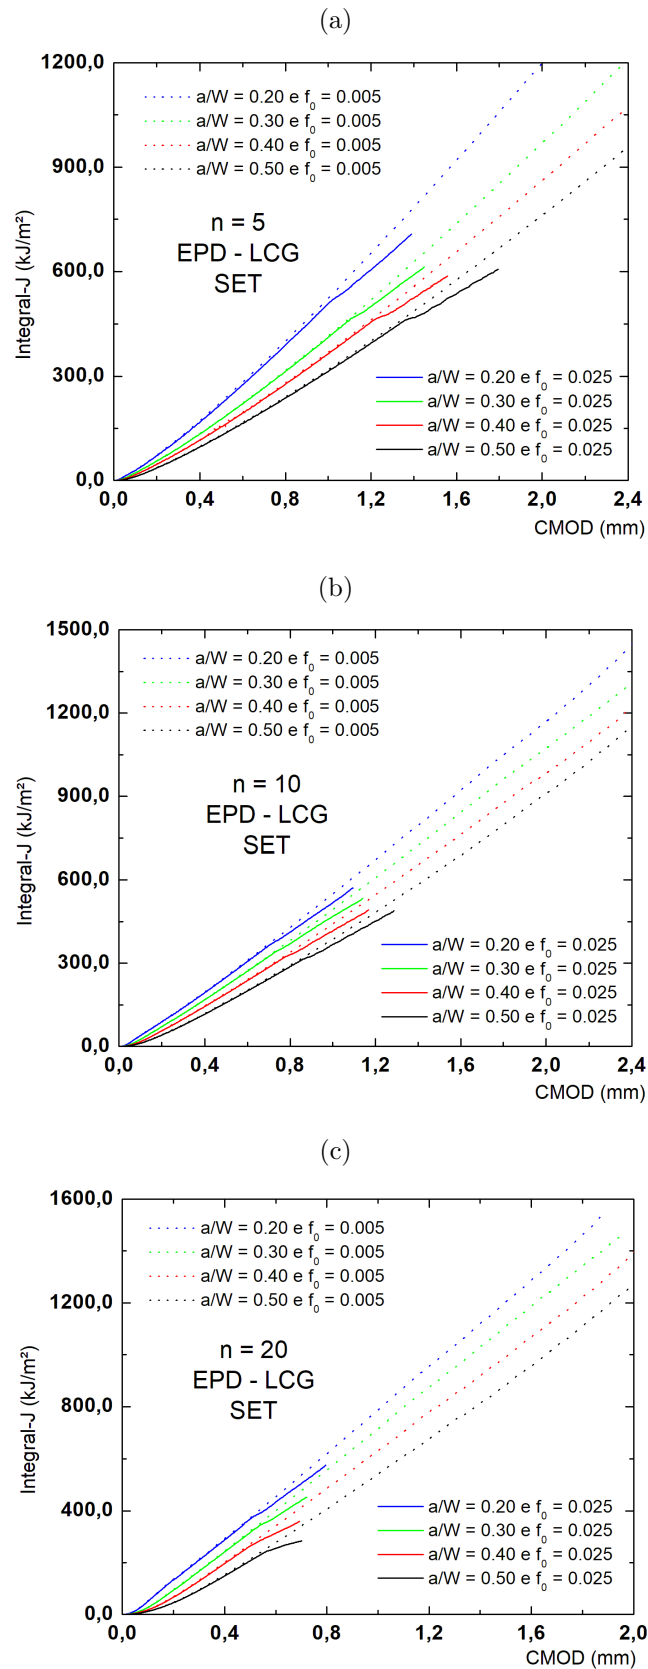 (a)
1200,0
900,0
600,0
300,0
0,0
Integral-J (kJ/m²)
a/W = 0.20 e f₀ = 0.005
a/W = 0.30 e f₀ = 0.005
a/W = 0.40 e f₀ = 0.005
a/W = 0.50 e f₀ = 0.005
n = 5
EPD - LCG
SET
a/W = 0.20 e f₀ = 0.025
a/W = 0.30 e f₀ = 0.025
a/W = 0.40 e f₀ = 0.025
a/W = 0.50 e f₀ = 0.025
0,0 0,4 0,8 1,2 1,6 2,0 2,4
CMOD (mm)
(b)
1500,0
1200,0
900,0
600,0
300,0
0,0
Integral-J (kJ/m²)
a/W = 0.20 e f₀ = 0.005
a/W = 0.30 e f₀ = 0.005
a/W = 0.40 e f₀ = 0.005
a/W = 0.50 e f₀ = 0.005
n = 10
EPD - LCG
SET
a/W = 0.20 e f₀ = 0.025
a/W = 0.30 e f₀ = 0.025
a/W = 0.40 e f₀ = 0.025
a/W = 0.50 e f₀ = 0.025
0,0 0,4 0,8 1,2 1,6 2,0 2,4
CMOD (mm)
(c)
1600,0
1200,0
800,0
400,0
0,0
Integral-J (kJ/m²)
a/W = 0.20 e f₀ = 0.005
a/W = 0.30 e f₀ = 0.005
a/W = 0.40 e f₀ = 0.005
a/W = 0.50 e f₀ = 0.005
n = 20
EPD - LCG
SET
a/W = 0.20 e f₀ = 0.025
a/W = 0.30 e f₀ = 0.025
a/W = 0.40 e f₀ = 0.025
a/W = 0.50 e f₀ = 0.025
0,0 0,4 0,8 1,2 1,6 2,0
CMOD (mm)